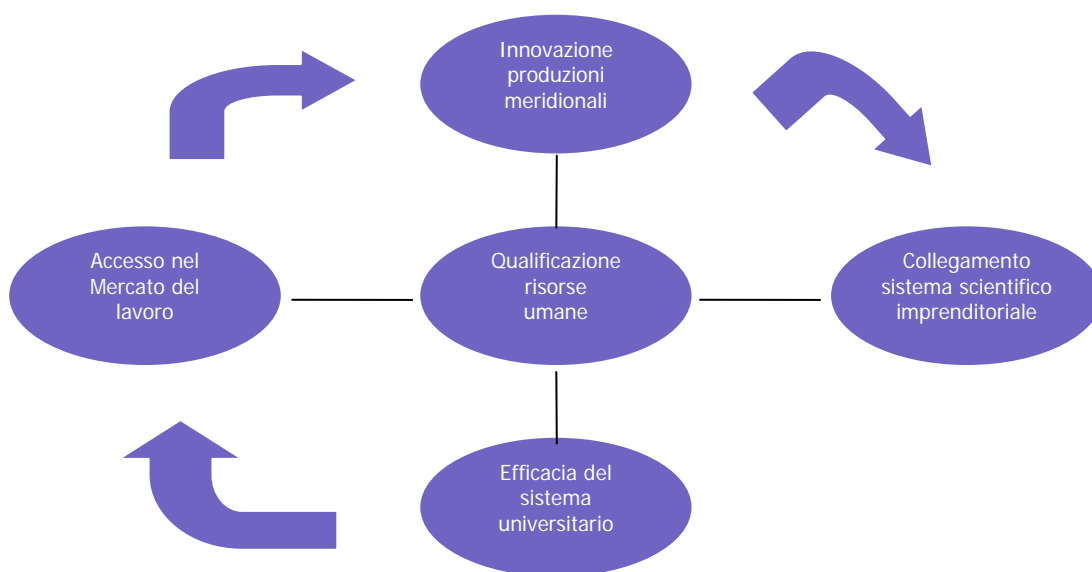 Innovazione
produzioni
meridionali
Accesso nel
Mercato del
lavoro
Qualificazione
risorse
umane
Collegamento
sistema scientifico
imprenditoriale
Efficacia del
sistema
universitario